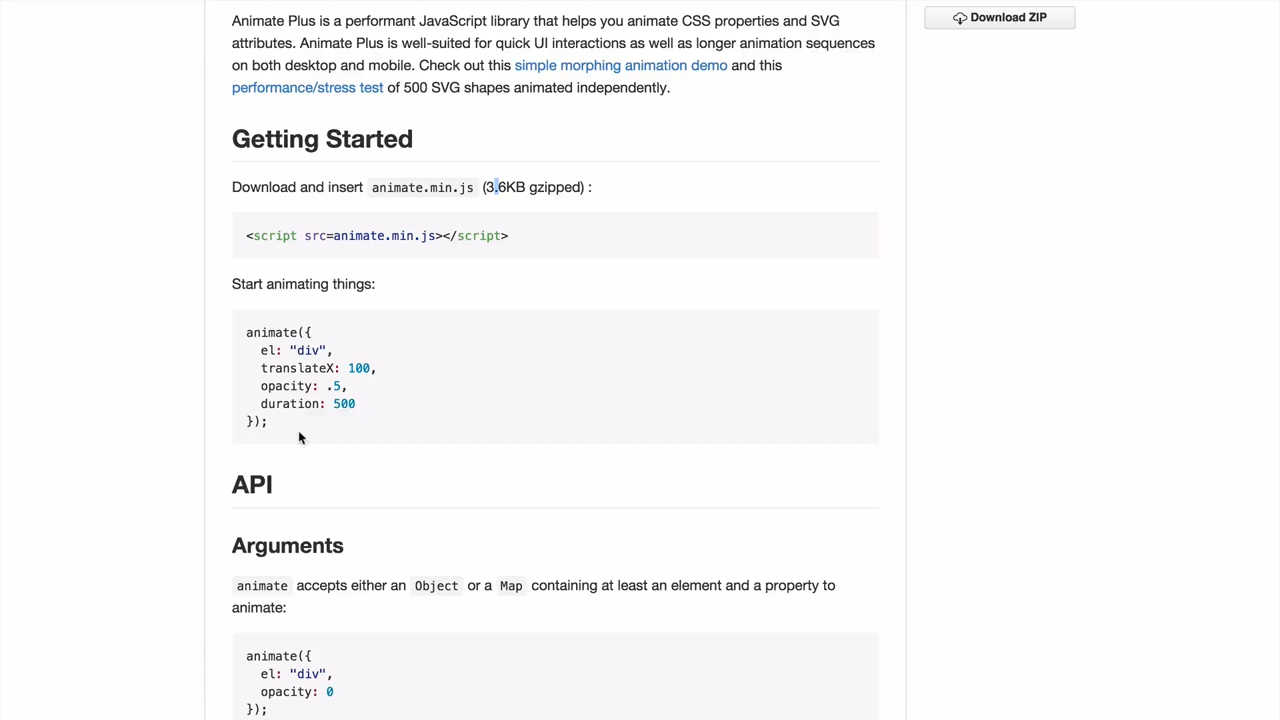 Animate Plus is a performant JavaScript library that helps you animate CSS properties and SVG
attributes. Animate Plus is well-suited for quick UI interactions as well as longer animation sequences
on both desktop and mobile. Check out this simple morphing animation demo and this
performance/stress test of 500 SVG shapes animated independently.
Download ZIP
Getting Started
Download and insert animate.min.js (3.6KB gzipped) :
<script src=animate.min.js></script>
Start animating things:
animate({
  el: "div",
  translateX: 100,
  opacity: .5,
  duration: 500
});
API
Arguments
animate accepts either an Object or a Map containing at least an element and a property to
animate:
animate({
  el: "div",
  opacity: 0
});